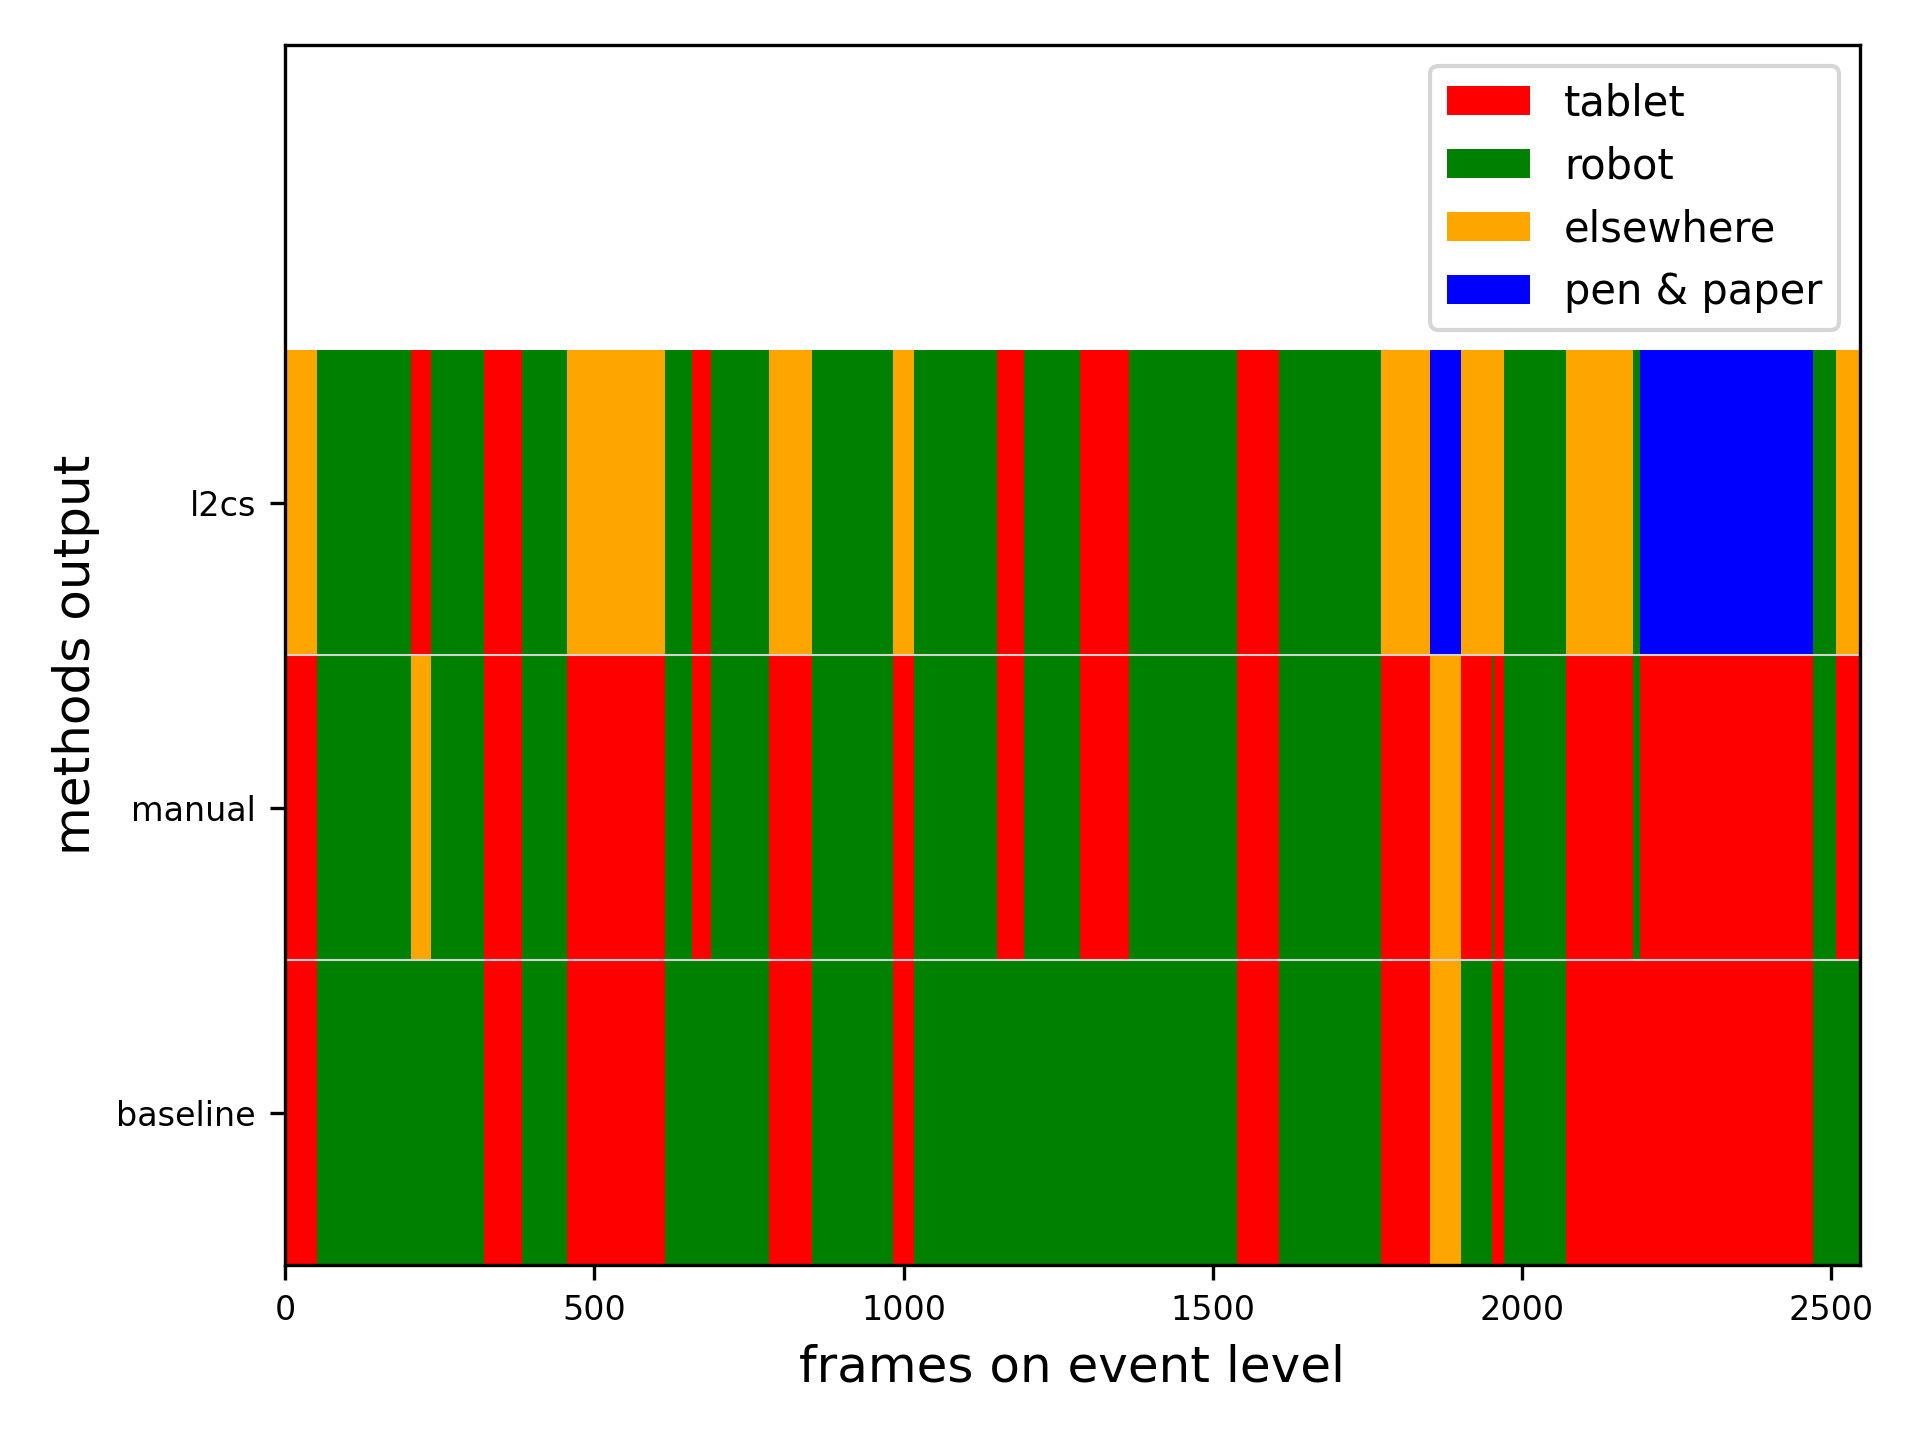 tablet
robot
elsewhere
pen & paper
methods output
l2cs
manual
baseline
0 500 1000 1500 2000 2500
frames on event level